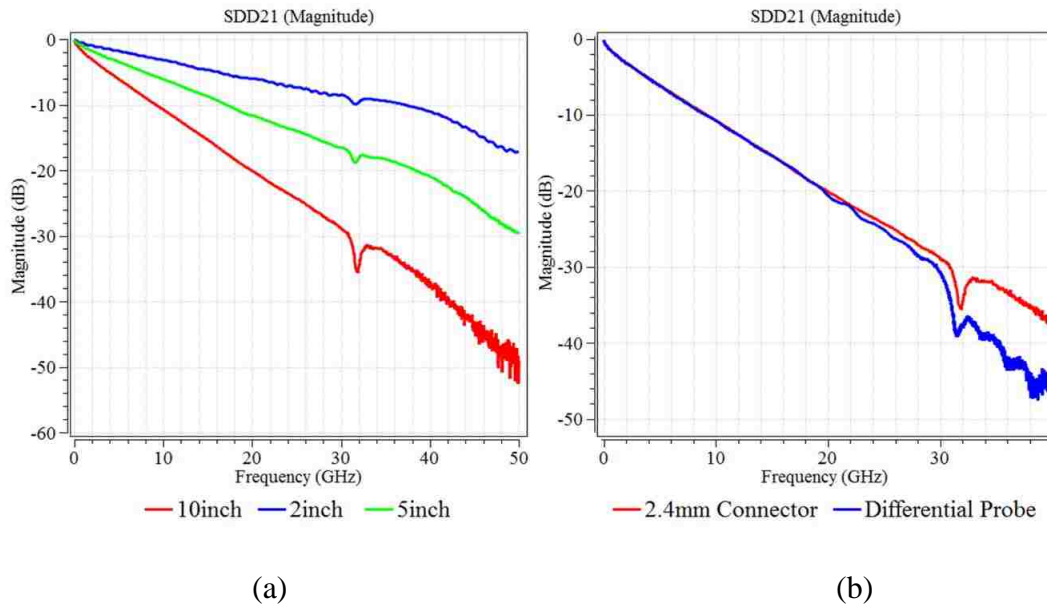 SDD21 (Magnitude)
0
-10
-20
-30
-40
-50
-60
Magnitude (dB)
0 10 20 30 40 50
Frequency (GHz)
10inch 2inch 5inch
(a)
SDD21 (Magnitude)
0
-10
-20
-30
-40
-50
Magnitude (dB)
0 10 20 30
Frequency (GHz)
2.4mm Connector Differential Probe
(b)